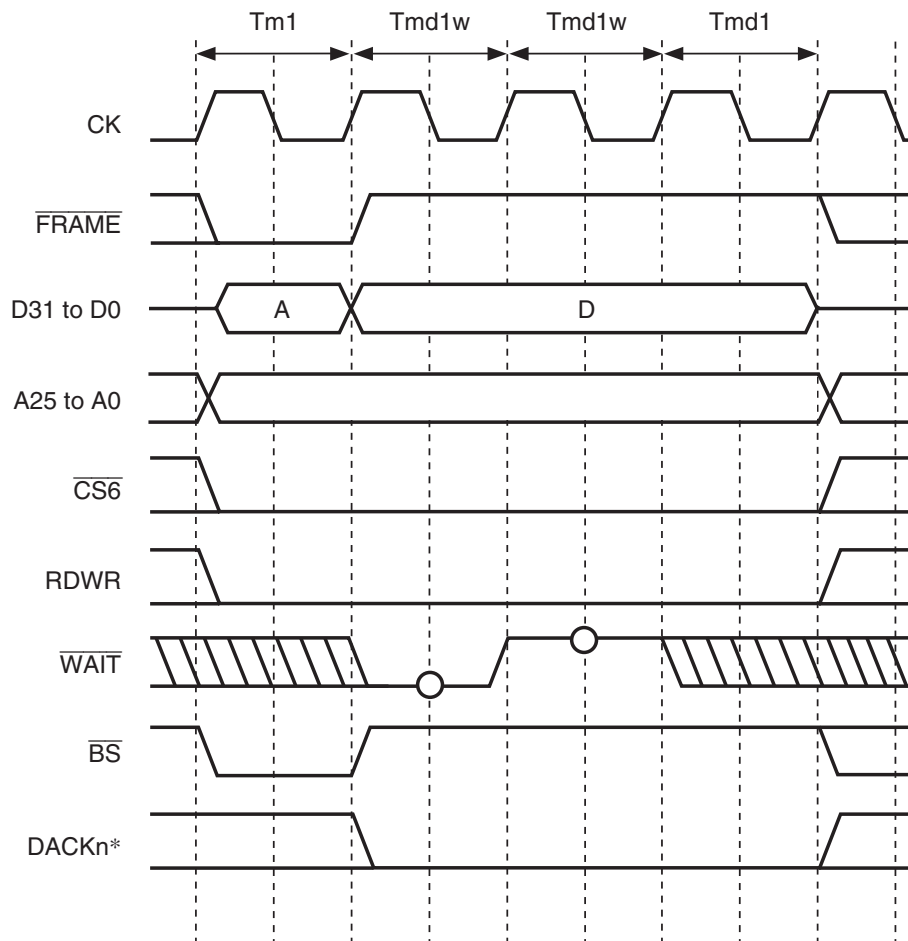 Tm1 Tmd1w Tmd1w Tmd1
CK
FRAME
D31 to D0 A D
A25 to A0
CS6
RDWR
WAIT
BS
DACKn*